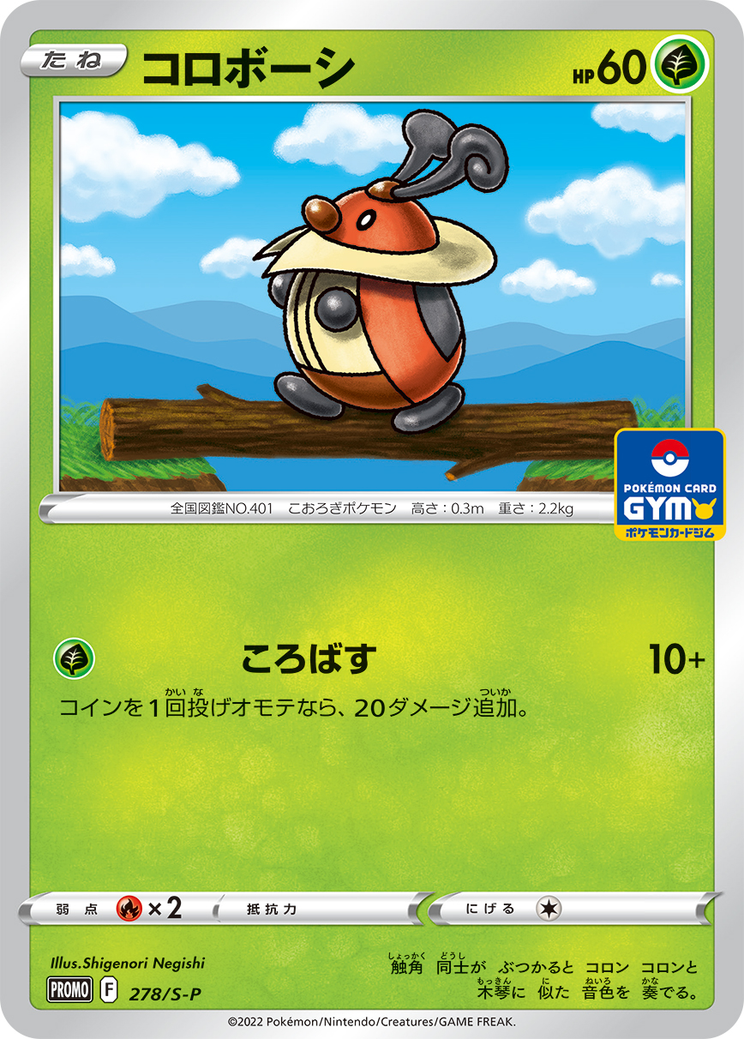 たね コロボーシ HP60
全国図鑑NO.401 こおろぎポケモン 高さ:0.3m 重さ:2.2kg
POKÉMON CARD
GYM
ポケモンカードジム
ころばす 10+
コインを1回投げオモテなら、20ダメージ追加。
弱点 ×2 抵抗力 にげる
Illus.Shigenori Negishi
触角 同士が ぶつかると コロン コロンと
木琴に 似た 音色を 奏でる。
PROMO F 278/S-P
©2022 Pokémon/Nintendo/Creatures/GAME FREAK.